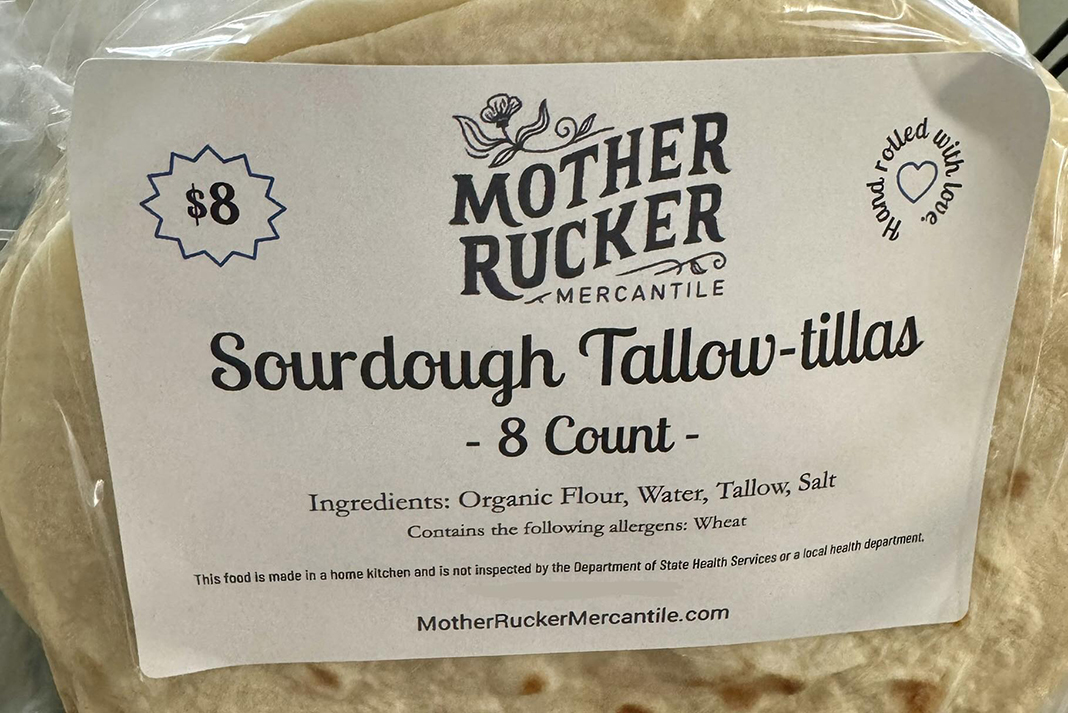 $8
MOTHER
RUCKER
MERCANTILE
Hand rolled with love,
Sourdough Tallow-tillas
- 8 Count -
Ingredients: Organic Flour, Water, Tallow, Salt
Contains the following allergens: Wheat
This food is made in a home kitchen and is not inspected by the Department of State Health Services or a local health department.
MotherRuckerMercantile.com